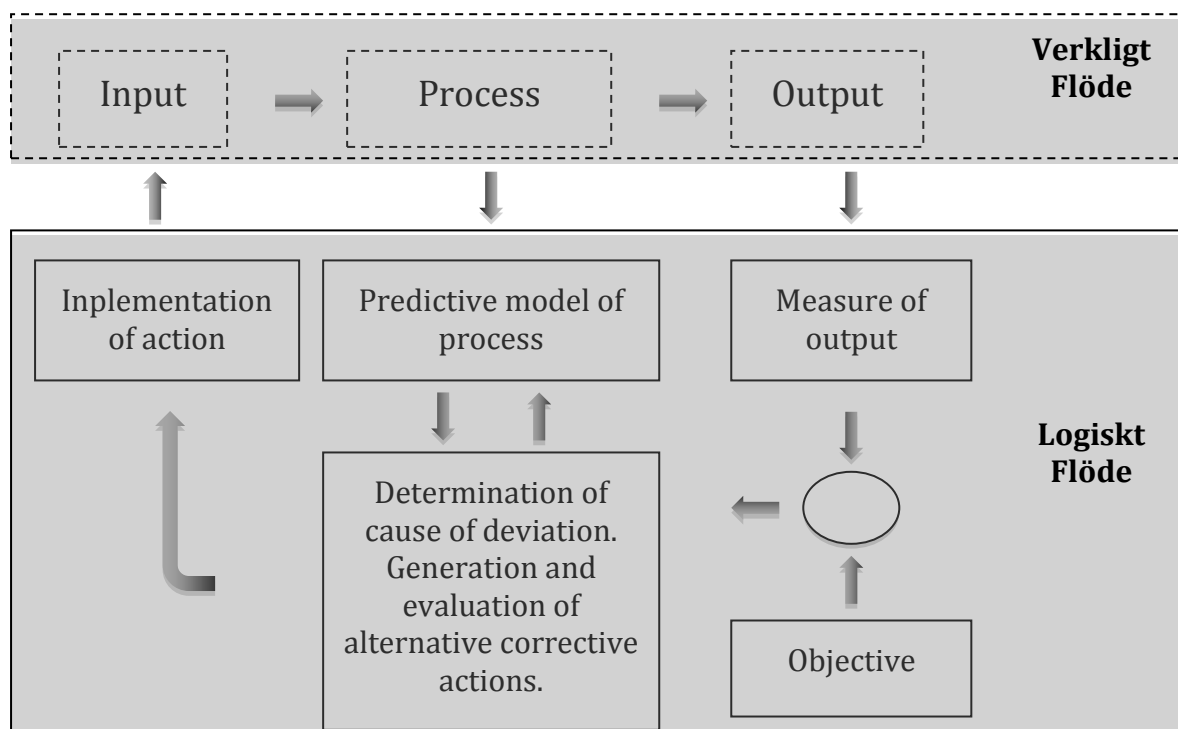 Input
Process
Output
Verkligt
Flöde
Inplementation
of action
Predictive model of
process
Measure of
output
Logiskt
Flöde
Determination of
cause of deviation.
Generation and
evaluation of
alternative corrective
actions.
Objective